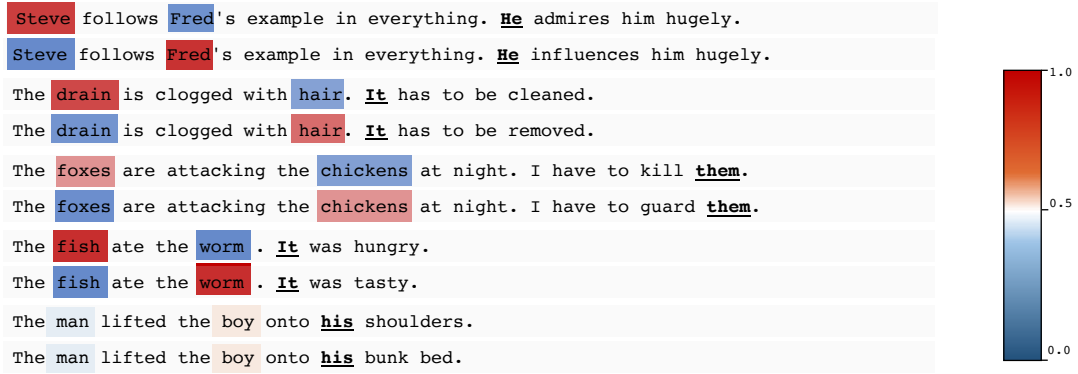 Steve follows Fred's example in everything. He admires him hugely.
Steve follows Fred's example in everything. He influences him hugely.
The drain is clogged with hair. It has to be cleaned.
The drain is clogged with hair. It has to be removed.
The foxes are attacking the chickens at night. I have to kill them.
The foxes are attacking the chickens at night. I have to guard them.
The fish ate the worm . It was hungry.
The fish ate the worm . It was tasty.
The man lifted the boy onto his shoulders.
The man lifted the boy onto his bunk bed.
1.0
0.5
0.0